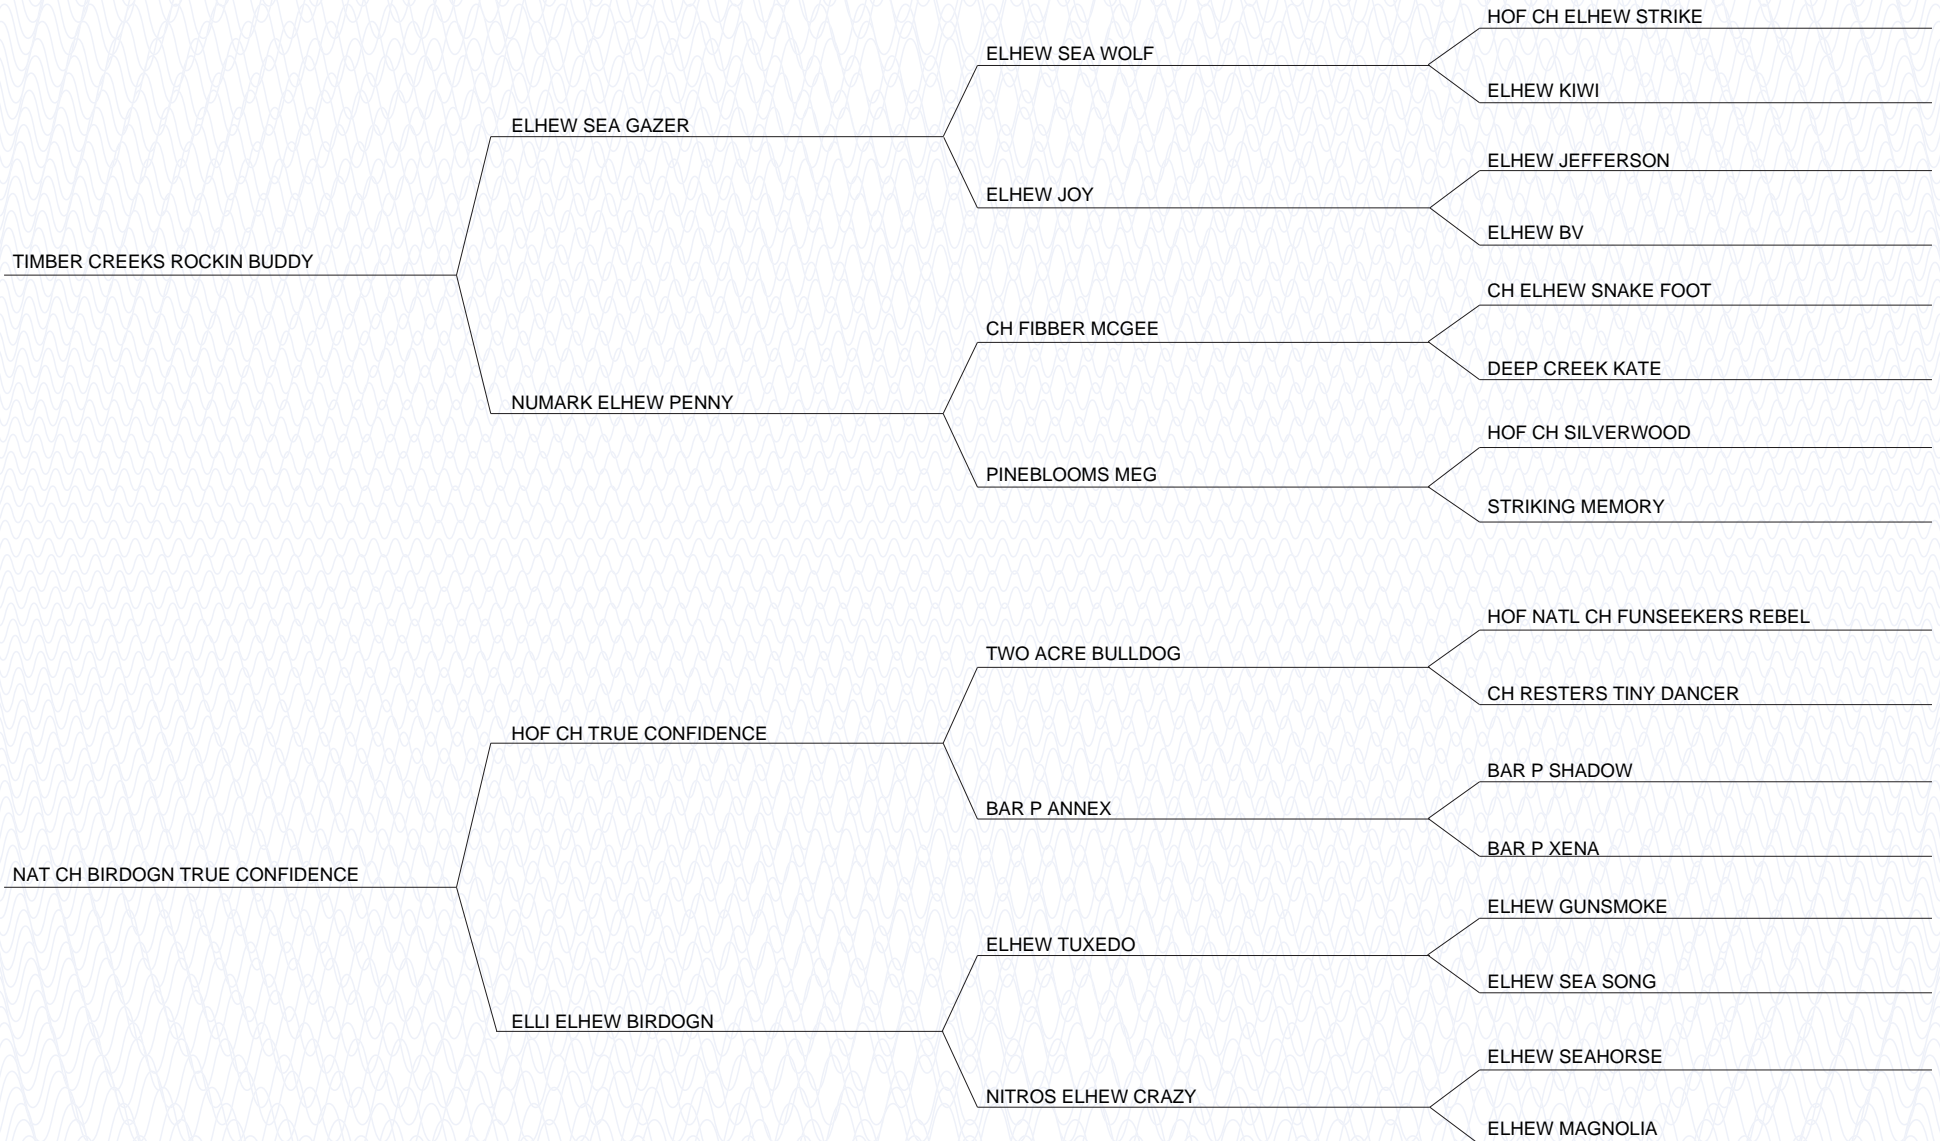 HOF CH ELHEW STRIKE
ELHEW SEA WOLF
ELHEW KIWI
ELHEW SEA GAZER
ELHEW JEFFERSON
ELHEW JOY
ELHEW BV
TIMBER CREEKS ROCKIN BUDDY
CH ELHEW SNAKE FOOT
CH FIBBER MCGEE
DEEP CREEK KATE
NUMARK ELHEW PENNY
HOF CH SILVERWOOD
PINEBLOOMS MEG
STRIKING MEMORY
HOF NATL CH FUNSEEKERS REBEL
TWO ACRE BULLDOG
CH RESTERS TINY DANCER
HOF CH TRUE CONFIDENCE
BAR P SHADOW
BAR P ANNEX
BAR P XENA
NAT CH BIRDOGN TRUE CONFIDENCE
ELHEW GUNSMOKE
ELHEW TUXEDO
ELHEW SEA SONG
ELLI ELHEW BIRDOGN
ELHEW SEAHORSE
NITROS ELHEW CRAZY
ELHEW MAGNOLIA